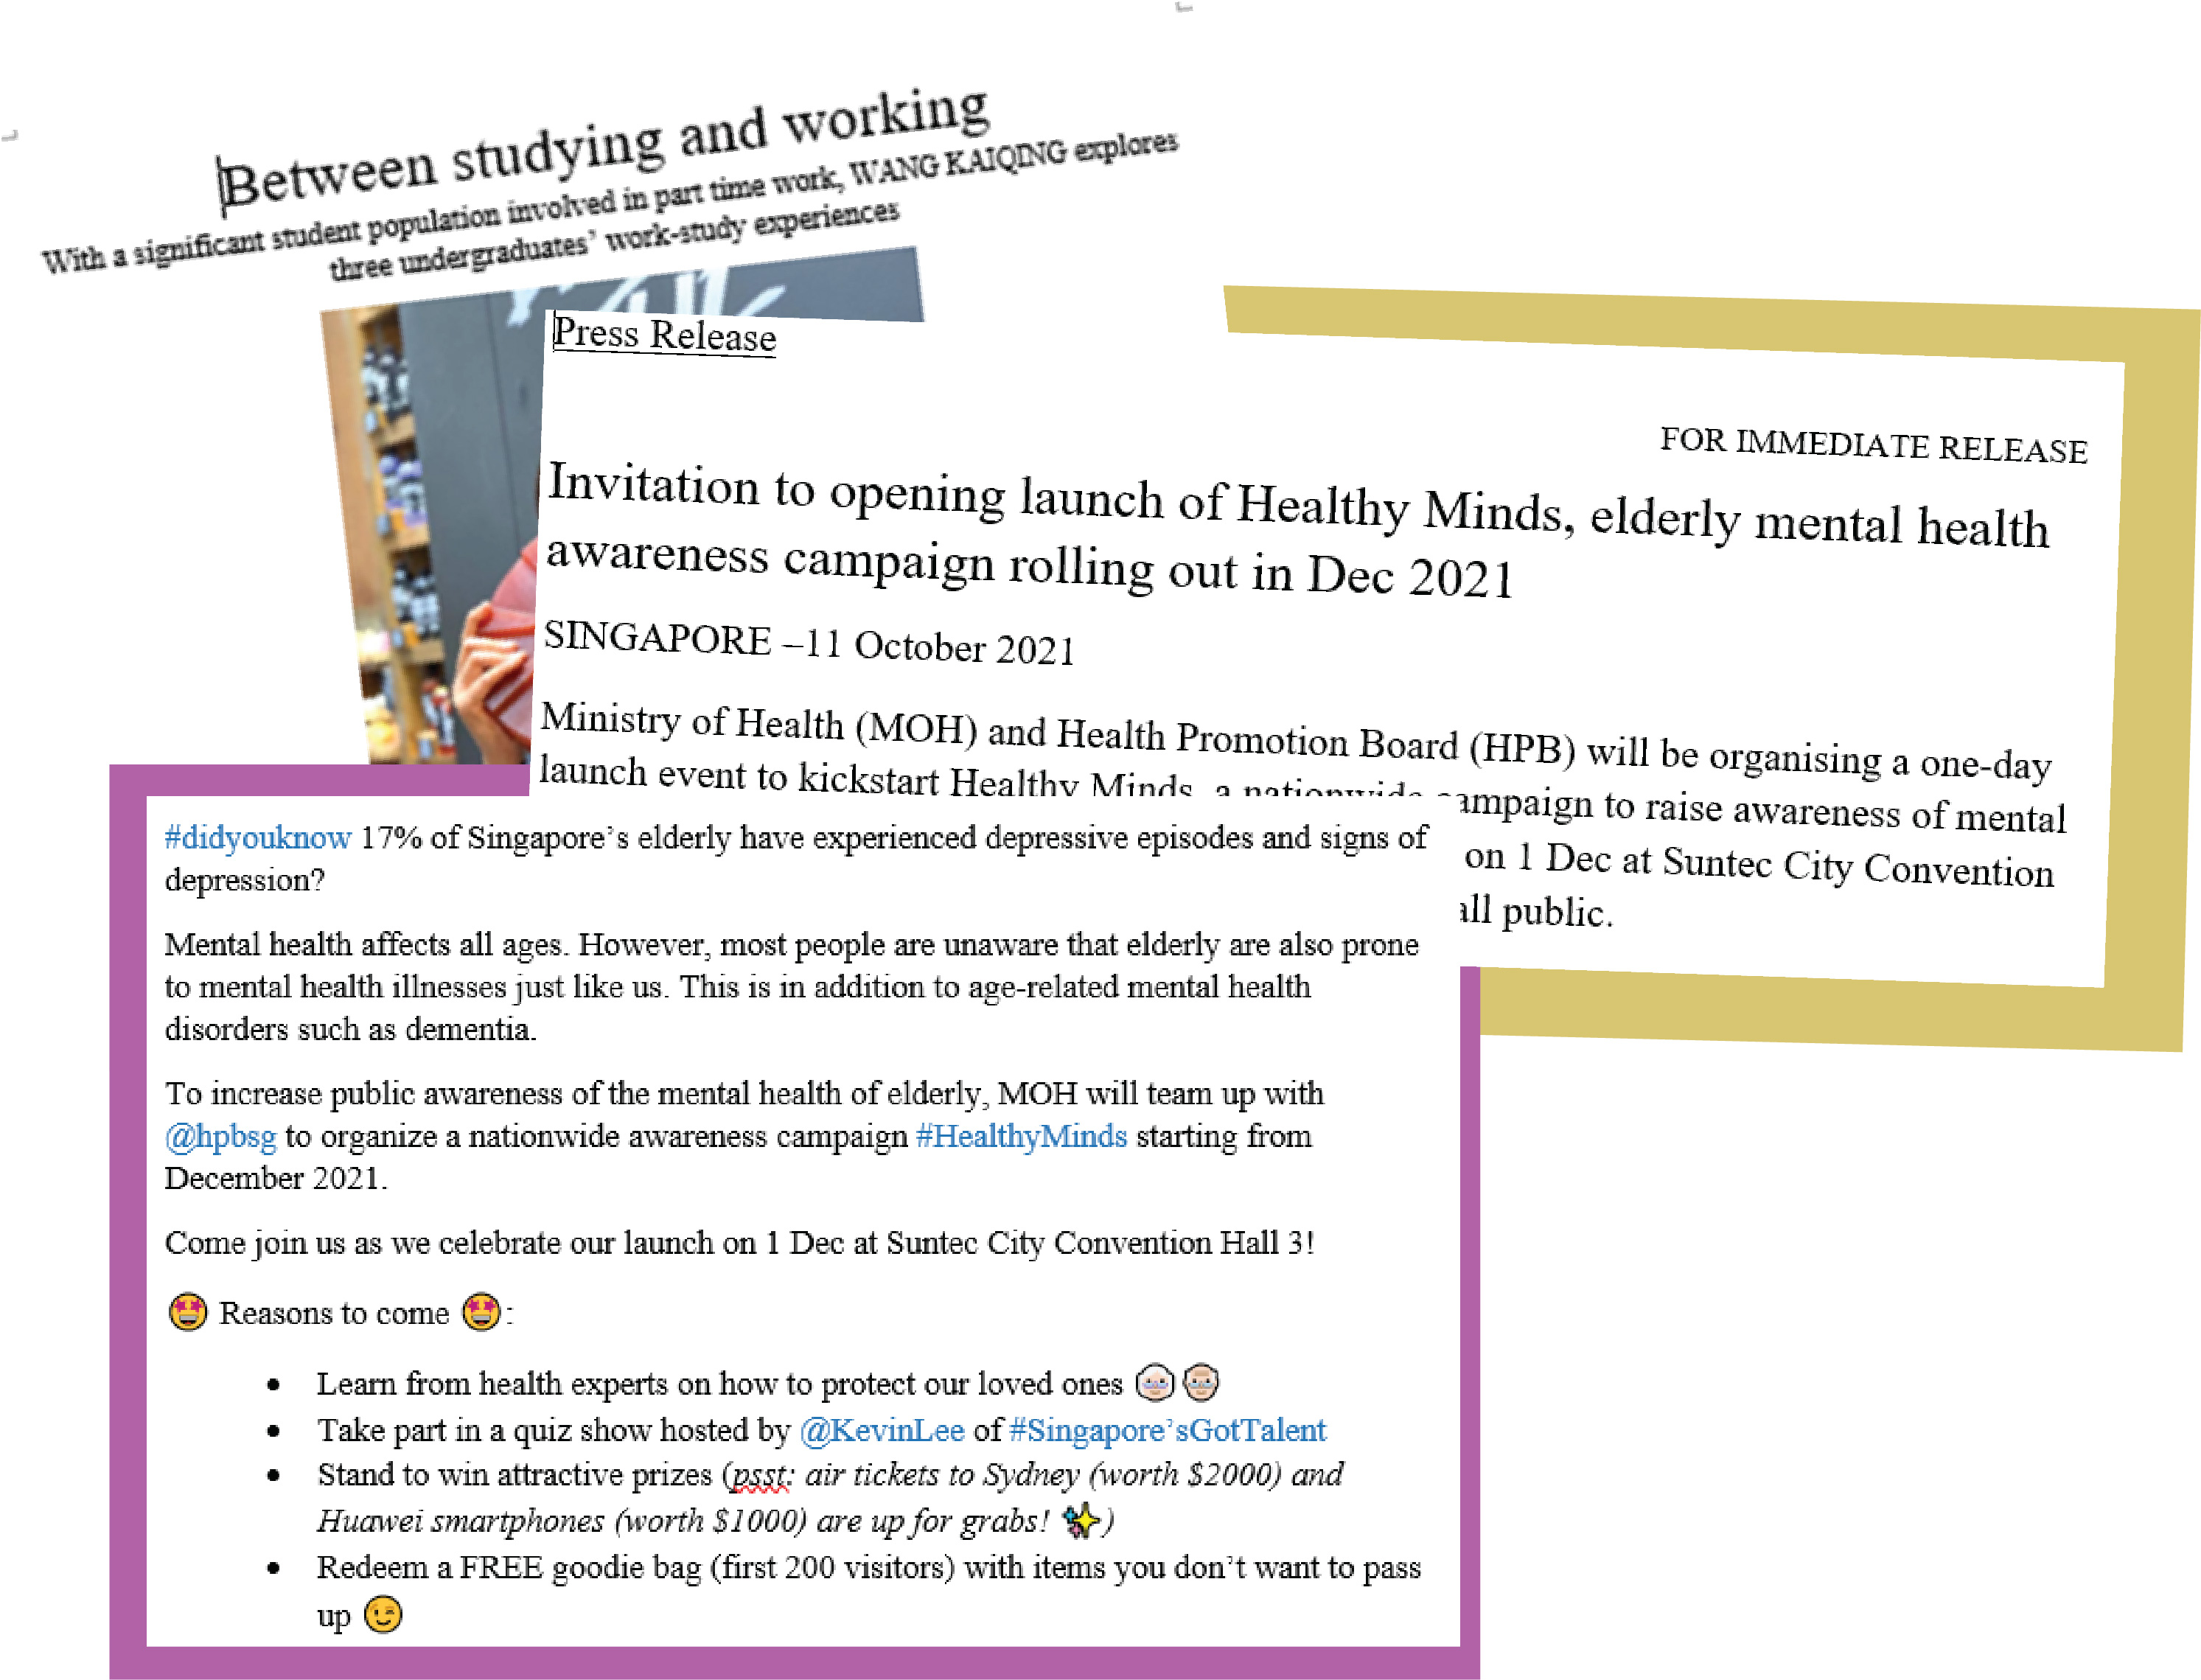 Between studying and working
With a significant student population involved in part time work, WANG KAIQING explores
three undergraduates’ work-study experiences
Press Release
FOR IMMEDIATE RELEASE
Invitation to opening launch of Healthy Minds, elderly mental health
awareness campaign rolling out in Dec 2021
SINGAPORE –11 October 2021
Ministry of Health (MOH) and Health Promotion Board (HPB) will be organising a one-day
launch event to kickstart Healthy Minds, a nationwide campaign to raise awareness of mental
on 1 Dec at Suntec City Convention
all public.
#didyouknow 17% of Singapore’s elderly have experienced depressive episodes and signs of
depression?
Mental health affects all ages. However, most people are unaware that elderly are also prone
to mental health illnesses just like us. This is in addition to age-related mental health
disorders such as dementia.
To increase public awareness of the mental health of elderly, MOH will team up with
@hpbsg to organize a nationwide awareness campaign #HealthyMinds starting from
December 2021.
Come join us as we celebrate our launch on 1 Dec at Suntec City Convention Hall 3!
🤩 Reasons to come 🤩:
• Learn from health experts on how to protect our loved ones 👵🏻👴🏻
• Take part in a quiz show hosted by @KevinLee of #Singapore’sGotTalent
• Stand to win attractive prizes (psst: air tickets to Sydney (worth $2000) and
Huawei smartphones (worth $1000) are up for grabs! ✨)
• Redeem a FREE goodie bag (first 200 visitors) with items you don’t want to pass
up 😉